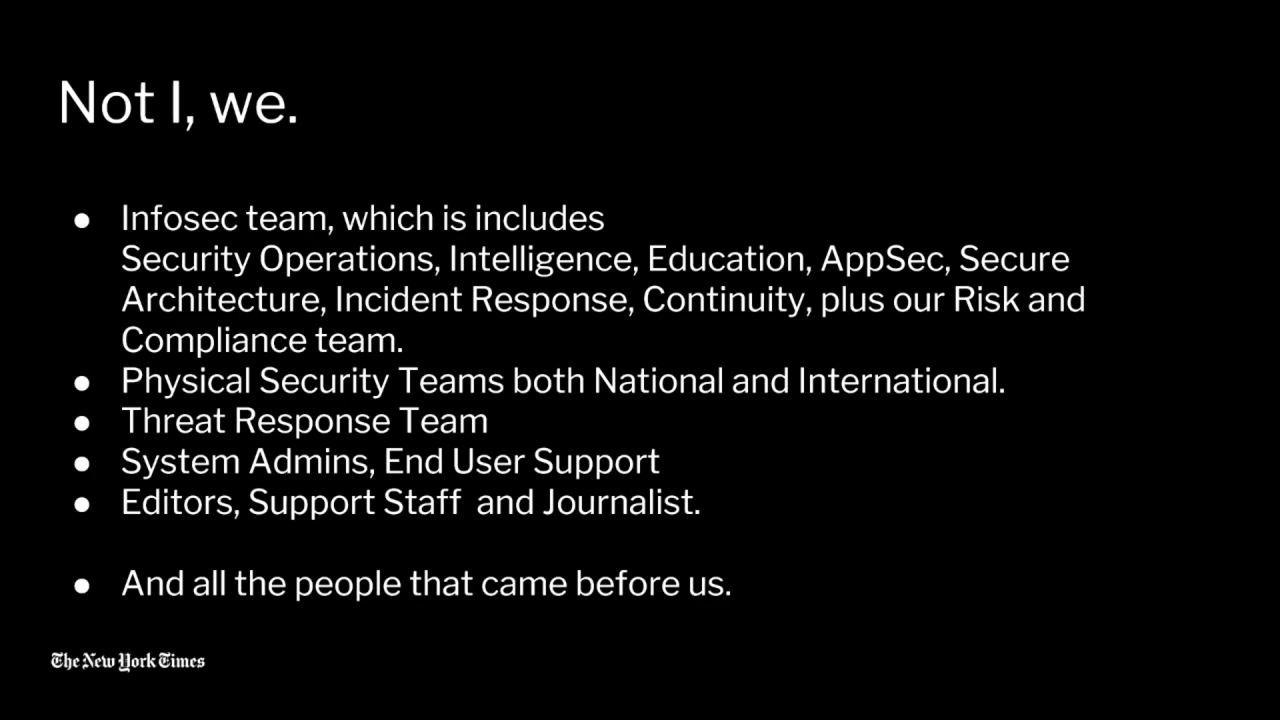 Not I, we.
● Infosec team, which is includes
Security Operations, Intelligence, Education, AppSec, Secure
Architecture, Incident Response, Continuity, plus our Risk and
Compliance team.
● Physical Security Teams both National and International.
● Threat Response Team
● System Admins, End User Support
● Editors, Support Staff  and Journalist.
● And all the people that came before us.
The New York Times